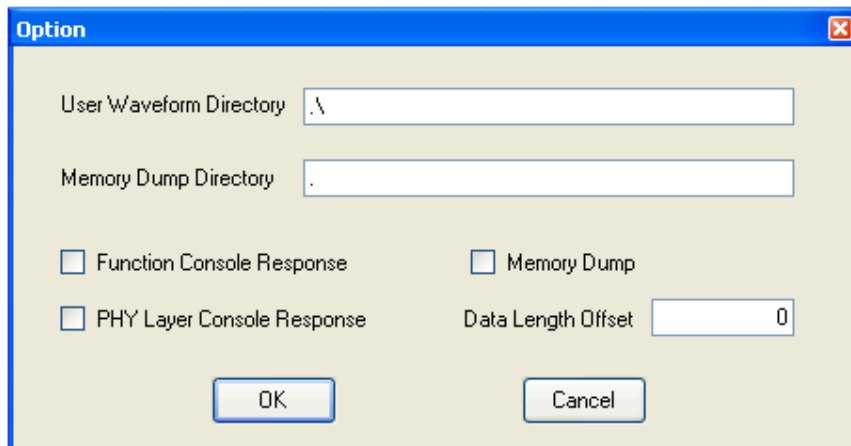 Option
User Waveform Directory .\
Memory Dump Directory .
Function Console Response Memory Dump
PHY Layer Console Response Data Length Offset 0
OK Cancel